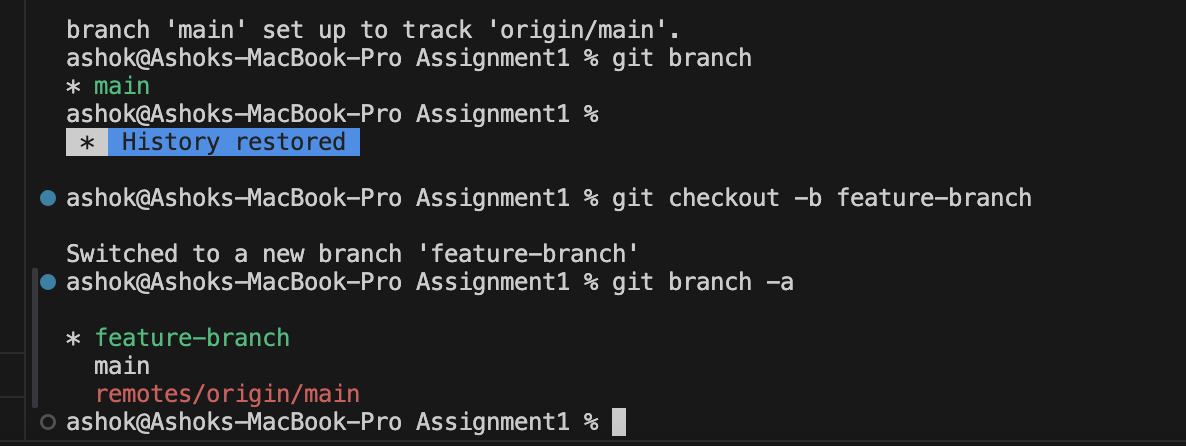 branch 'main' set up to track 'origin/main'.
ashok@Ashoks-MacBook-Pro Assignment1 % git branch
* main
ashok@Ashoks-MacBook-Pro Assignment1 %
* History restored
ashok@Ashoks-MacBook-Pro Assignment1 % git checkout -b feature-branch
Switched to a new branch 'feature-branch'
ashok@Ashoks-MacBook-Pro Assignment1 % git branch -a
* feature-branch
main
remotes/origin/main
ashok@Ashoks-MacBook-Pro Assignment1 %